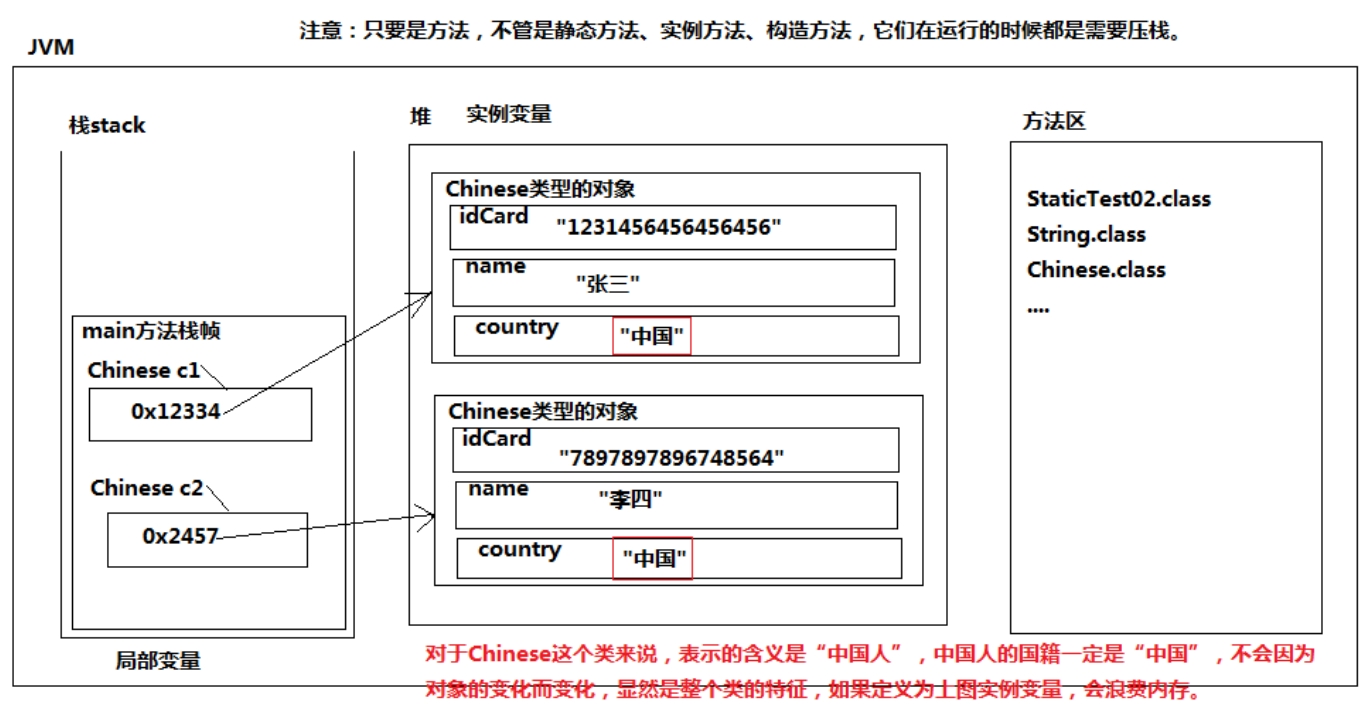 注意：只要是方法，不管是静态方法、实例方法、构造方法，它们在运行的时候都是需要压栈。
JVM
栈stack
main方法栈帧
Chinese c1
0x12334
Chinese c2
0x2457
局部变量
堆 实例变量
Chinese类型的对象
idCard
"1231456456456456"
name
"张三"
country
"中国"
Chinese类型的对象
idCard
"7897897896748564"
name
"李四"
country
"中国"
方法区
StaticTest02.class
String.class
Chinese.class
....
对于Chinese这个类来说，表示的含义是“中国人”，中国人的国籍一定是“中国”，不会因为
对象的变化而变化，显然是整个类的特征，如果定义为上图实例变量，会浪费内存。